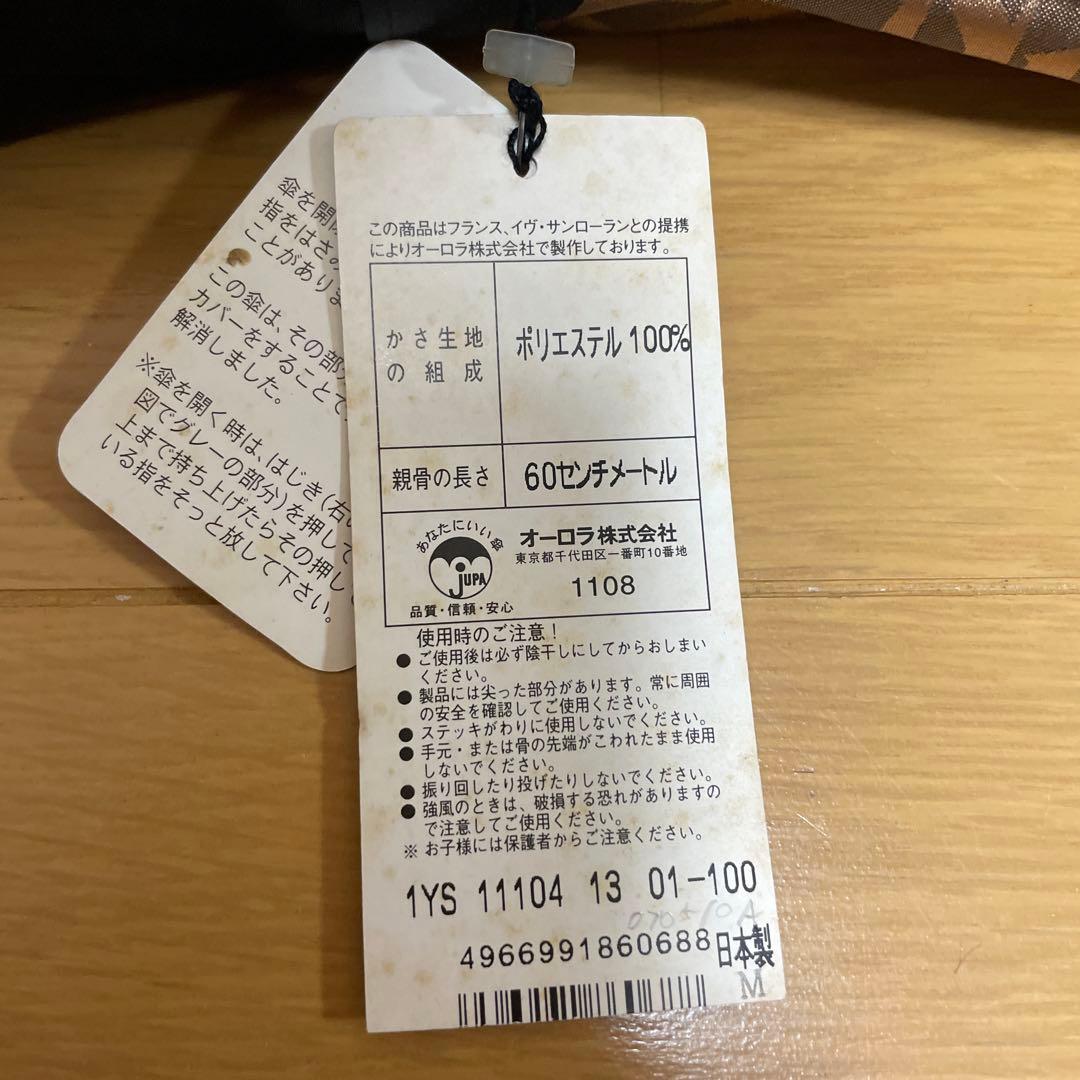 この商品はフランス、イヴ・サンローランとの提携
によりオーロラ株式会社で製作しております。
かさ生地
の組成
ポリエステル 100%
親骨の長さ
60センチメートル
あなたにいい傘
JUPA
品質・信頼・安心
オーロラ株式会社
東京都千代田区一番町10番地
1108
使用時のご注意!
● ご使用後は必ず陰干しにしてからおしまい
ください。
● 製品には尖った部分があります。常に周囲
の安全を確認してご使用ください。
● ステッキがわりに使用しないでください。
● 手元・または骨の先端がこわれたまま使用
しないでください。
● 振り回したり投げたりしないでください。
● 強風のときは、破損する恐れがありますの
で注意してご使用ください。
※ お子様には保護者からご注意ください。
1YS 11104 13 01-100
4966991860688
日本製
M
傘を開
指をはさ
ことがありま
この傘は、その部
カバーをすることで
解消しました。
※傘を開く時は、はじき(右
図でグレーの部分)を押して
上まで持ち上げたらその押し
いる指をそっと放して下さい。